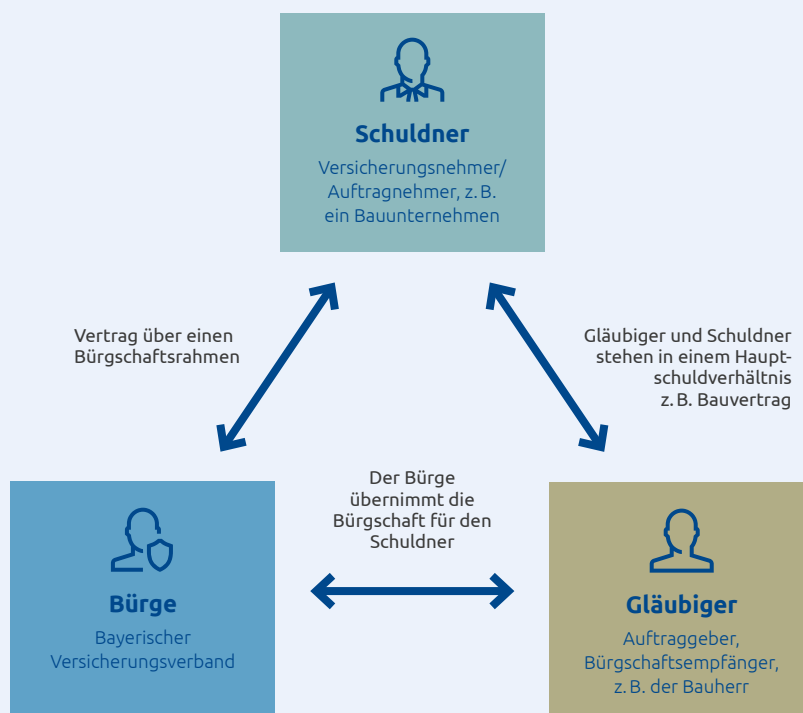 Schuldner
Versicherungsnehmer/
Auftragnehmer, z. B.
ein Bauunternehmen
Vertrag über einen
Bürgschaftsrahmen
Gläubiger und Schuldner
stehen in einem Haupt-
schuldverhältnis
z. B. Bauvertrag
Der Bürge
übernimmt die
Bürgschaft für den
Schuldner
Bürge
Bayerischer
Versicherungsverband
Gläubiger
Auftraggeber,
Bürgschaftsempfänger,
z. B. der Bauherr